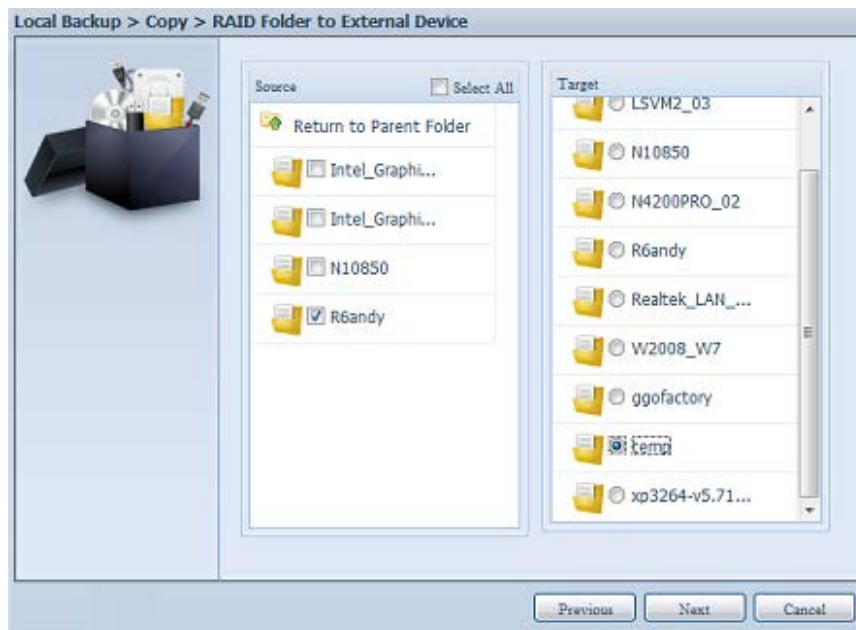 Local Backup > Copy > RAID Folder to External Device
Source
Select All
Return to Parent Folder
Intel_Graphi...
Intel_Graphi...
N10850
R6andy
Target
LSVM2_03
N10850
N4200PRO_02
R6andy
Realtek_LAN_...
W2008_W7
ggofactory
temp
xp3264-v5.71...
Previous
Next
Cancel